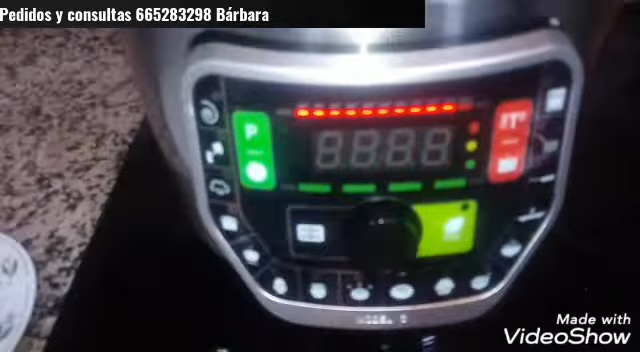 Pedidos y consultas 665283298 Bárbara
P
8888
Made with
VideoShow